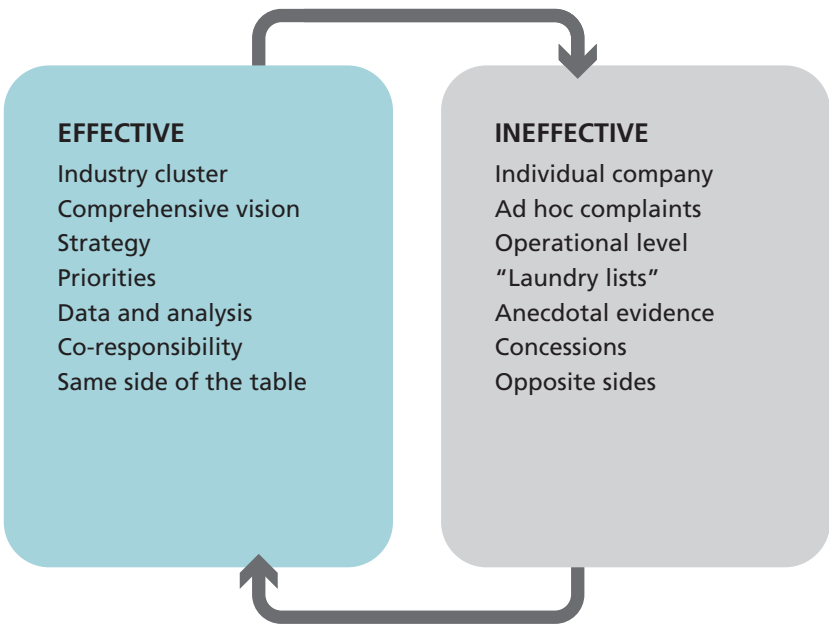 EFFECTIVE
Industry cluster
Comprehensive vision
Strategy
Priorities
Data and analysis
Co-responsibility
Same side of the table
INEFFECTIVE
Individual company
Ad hoc complaints
Operational level
“Laundry lists”
Anecdotal evidence
Concessions
Opposite sides